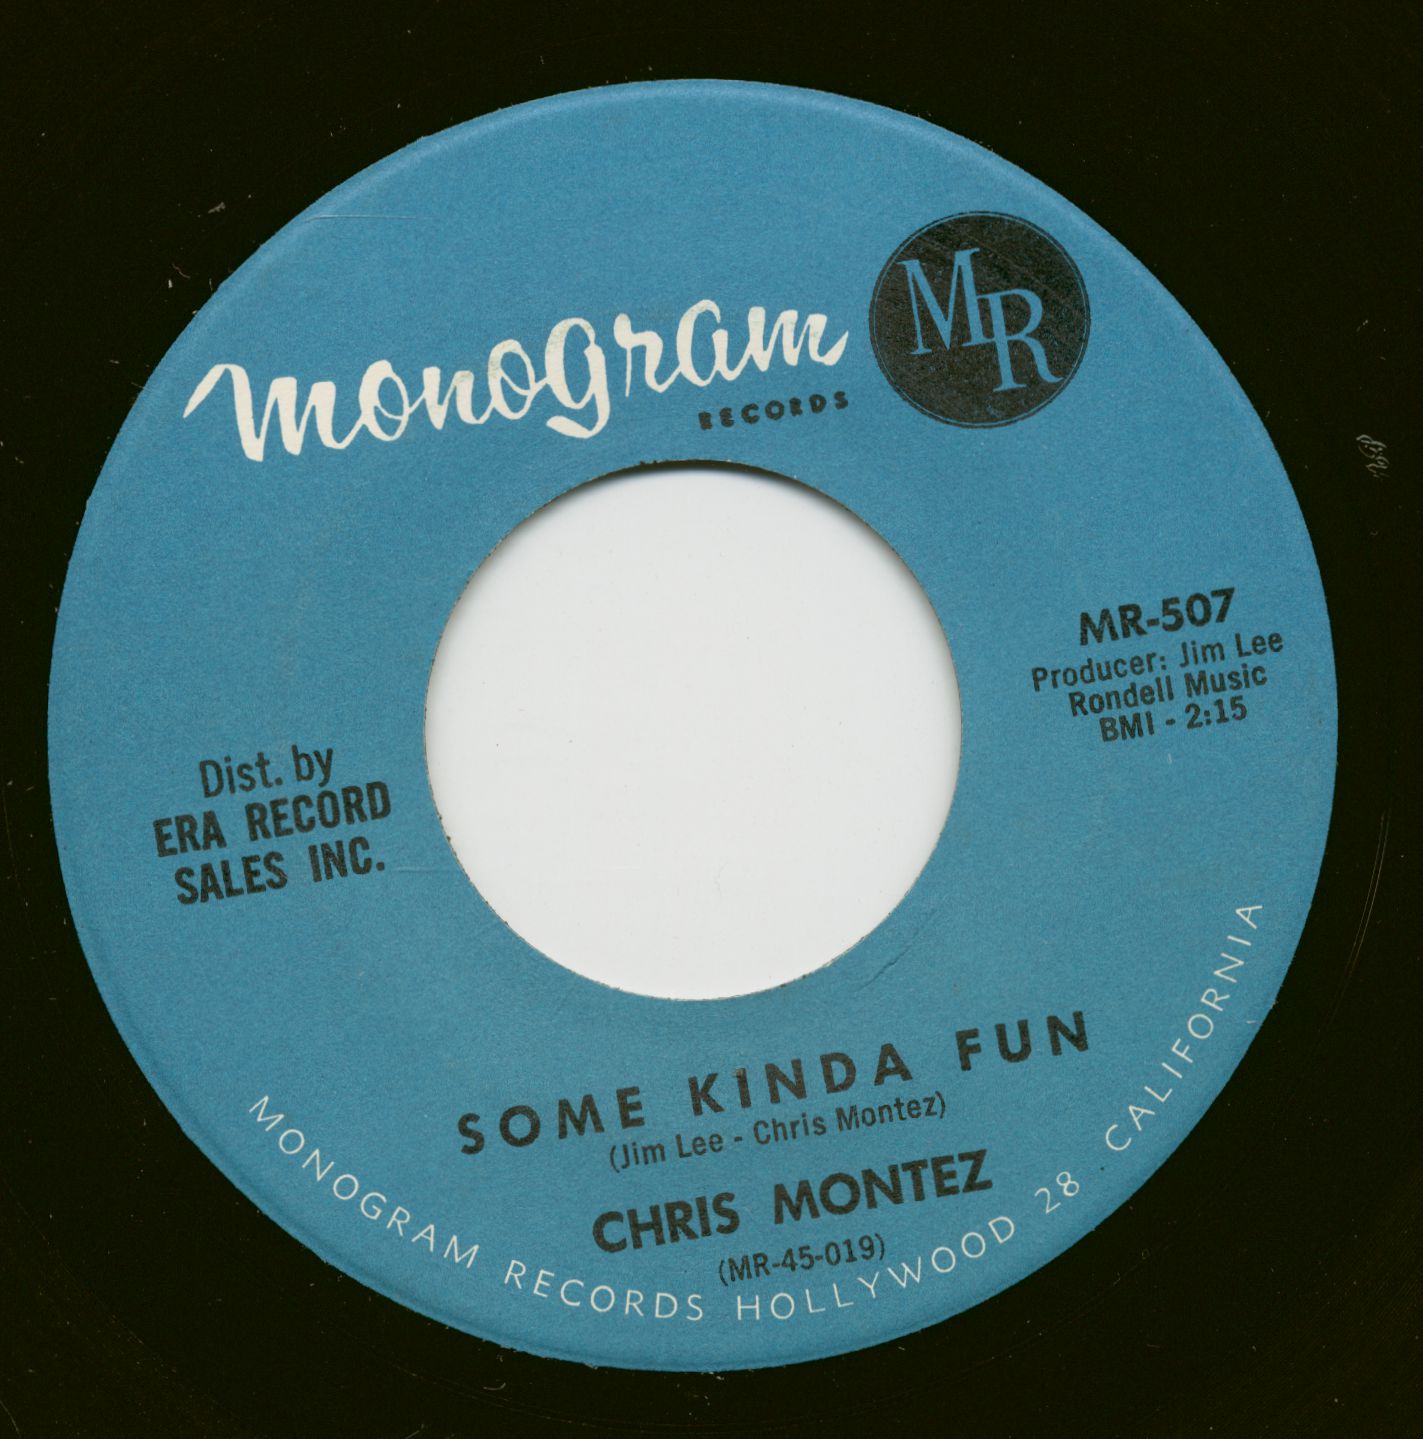 monogram
RECORDS
MR
MR-507
Producer: Jim Lee
Rondell Music
BMI - 2:15
Dist. by
ERA RECORD
SALES INC.
SOME KINDA FUN
(Jim Lee - Chris Montez)
CHRIS MONTEZ
(MR-45-019)
MONOGRAM RECORDS HOLLYWOOD 28 CALIFORNIA